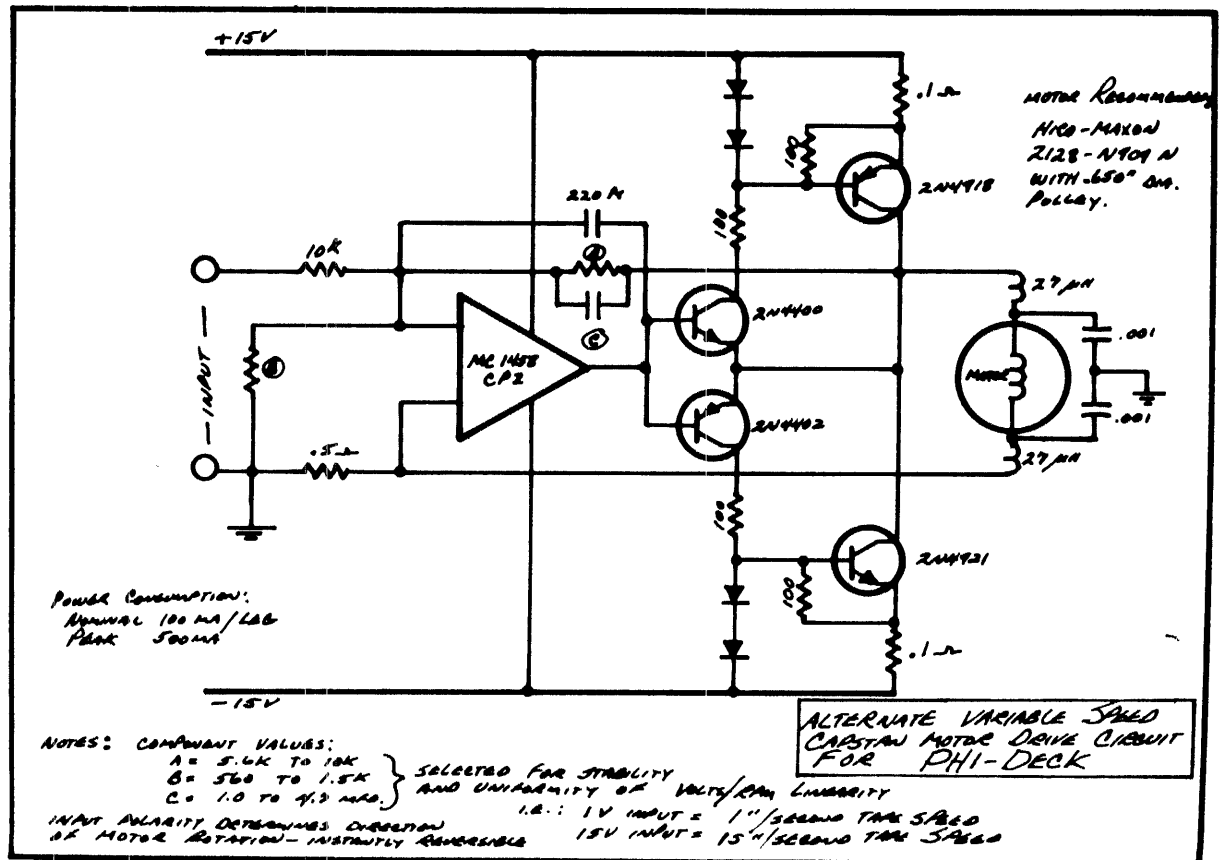 +15V
.1Ω
MOTOR RECOMMENDED
MICO-MAXON
2128-N909 N
WITH .650" DIA.
PULLEY.
100
2N4918
220 Pf
100
10K
A
27 μH
2N4400
C
.001
- INPUT -
B
MC 1458
CP2
MOTOR
2N4402
.001
.5Ω
27 μH
100
2N4921
100
POWER CONSUMPTION:
NOMINAL 100 MA/LEG
PEAK 500MA
.1Ω
-15V
ALTERNATE VARIABLE SPEED
CAPSTAN MOTOR DRIVE CIRCUIT
FOR PHI-DECK
NOTES: COMPONENT VALUES:
A= 5.6K TO 10K
B= 560 TO 1.5K
C= 1.0 TO 4.7 MFD.
SELECTED FOR STABILITY
AND UNIFORMITY OF VOLTS/RPM LINEARITY
i.e.: 1V INPUT = 1"/SECOND TAPE SPEED
15V INPUT = 15"/SECOND TAPE SPEED
INPUT POLARITY DETERMINES DIRECTION
OF MOTOR ROTATION - INSTANTLY REVERSIBLE